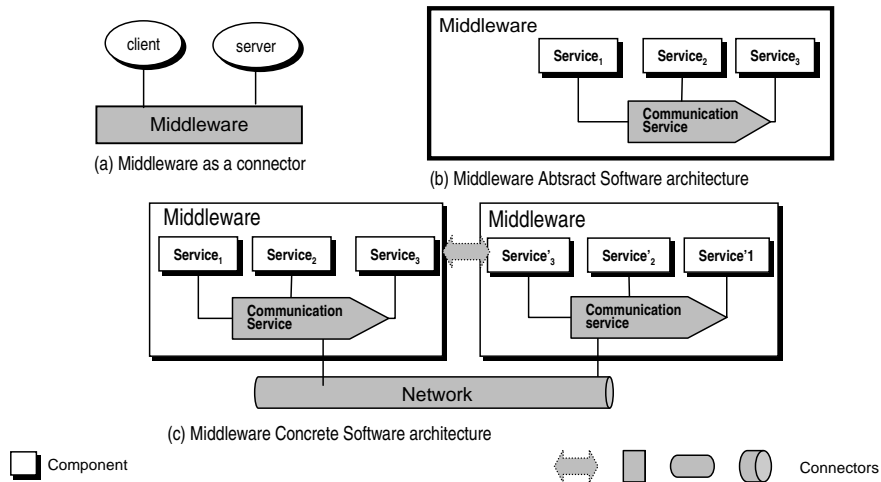 client
server
Middleware
(a) Middleware as a connector
Middleware
Service₁
Service₂
Service₃
Communication
Service
(b) Middleware Abtsract Software architecture
Middleware
Service₁
Service₂
Service₃
Communication
Service
Middleware
Service'₃
Service'₂
Service'1
Communication
service
Network
(c) Middleware Concrete Software architecture
Component
Connectors